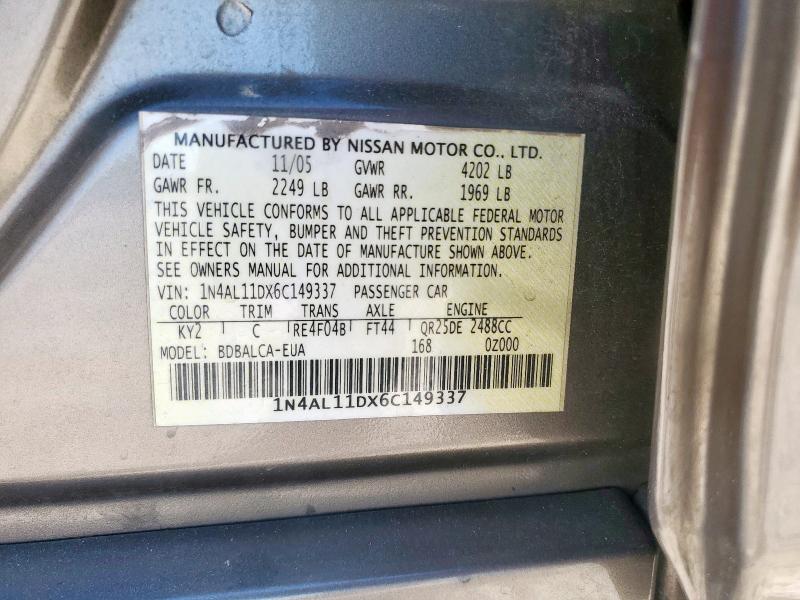 MANUFACTURED BY NISSAN MOTOR CO., LTD.
DATE 11/05 GVWR 4202 LB
GAWR FR. 2249 LB GAWR RR. 1969 LB
THIS VEHICLE CONFORMS TO ALL APPLICABLE FEDERAL MOTOR
VEHICLE SAFETY, BUMPER AND THEFT PREVENTION STANDARDS
IN EFFECT ON THE DATE OF MANUFACTURE SHOWN ABOVE.
SEE OWNERS MANUAL FOR ADDITIONAL INFORMATION.
VIN: 1N4AL11DX6C149337 PASSENGER CAR
COLOR TRIM TRANS AXLE ENGINE
KY2 C RE4F04B FT44 QR25DE 2488CC
MODEL: BDBALCA-EUA 168 0Z000
1N4AL11DX6C149337